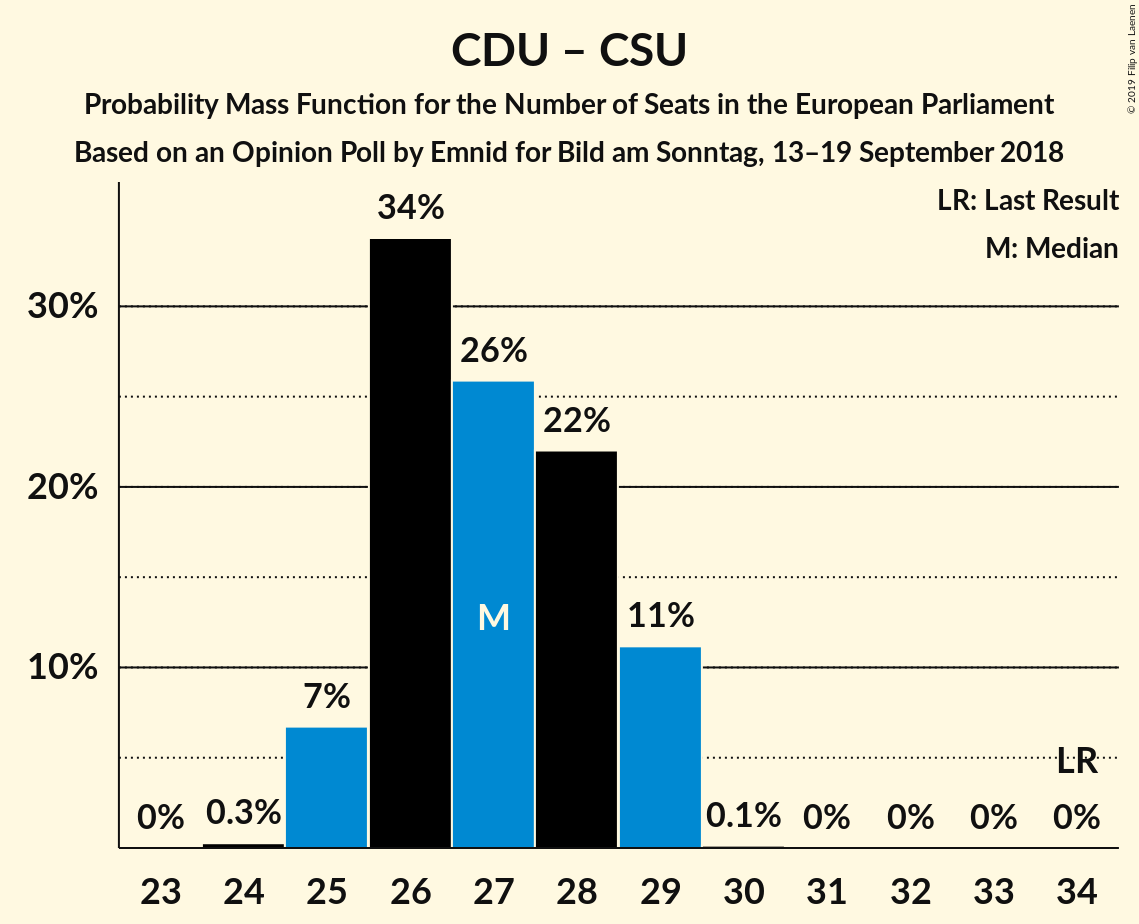 CDU – CSU
Probability Mass Function for the Number of Seats in the European Parliament
Based on an Opinion Poll by Emnid for Bild am Sonntag, 13–19 September 2018
© 2019 Filip van Laenen
LR: Last Result
M: Median
34%
30%
26%
22%
20%
M
11%
10%
7%
LR
0% 0.3% 0.1% 0% 0% 0% 0%
23 24 25 26 27 28 29 30 31 32 33 34